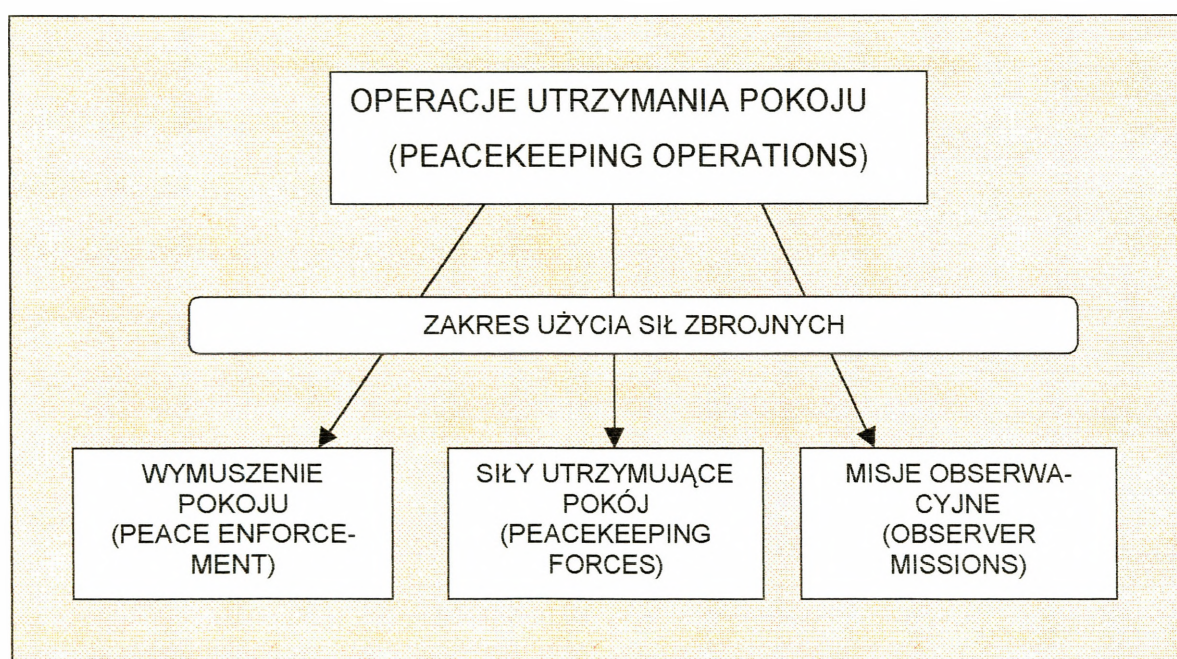 OPERACJE UTRZYMANIA POKOJU
(PEACEKEEPING OPERATIONS)
ZAKRES UŻYCIA SIŁ ZBROJNYCH
WYMUSZENIE
POKOJU
(PEACE ENFORCE-
MENT)
SIŁY UTRZYMUJĄCE
POKÓJ
(PEACEKEEPING
FORCES)
MISJE OBSERWA-
CYJNE
(OBSERVER
MISSIONS)